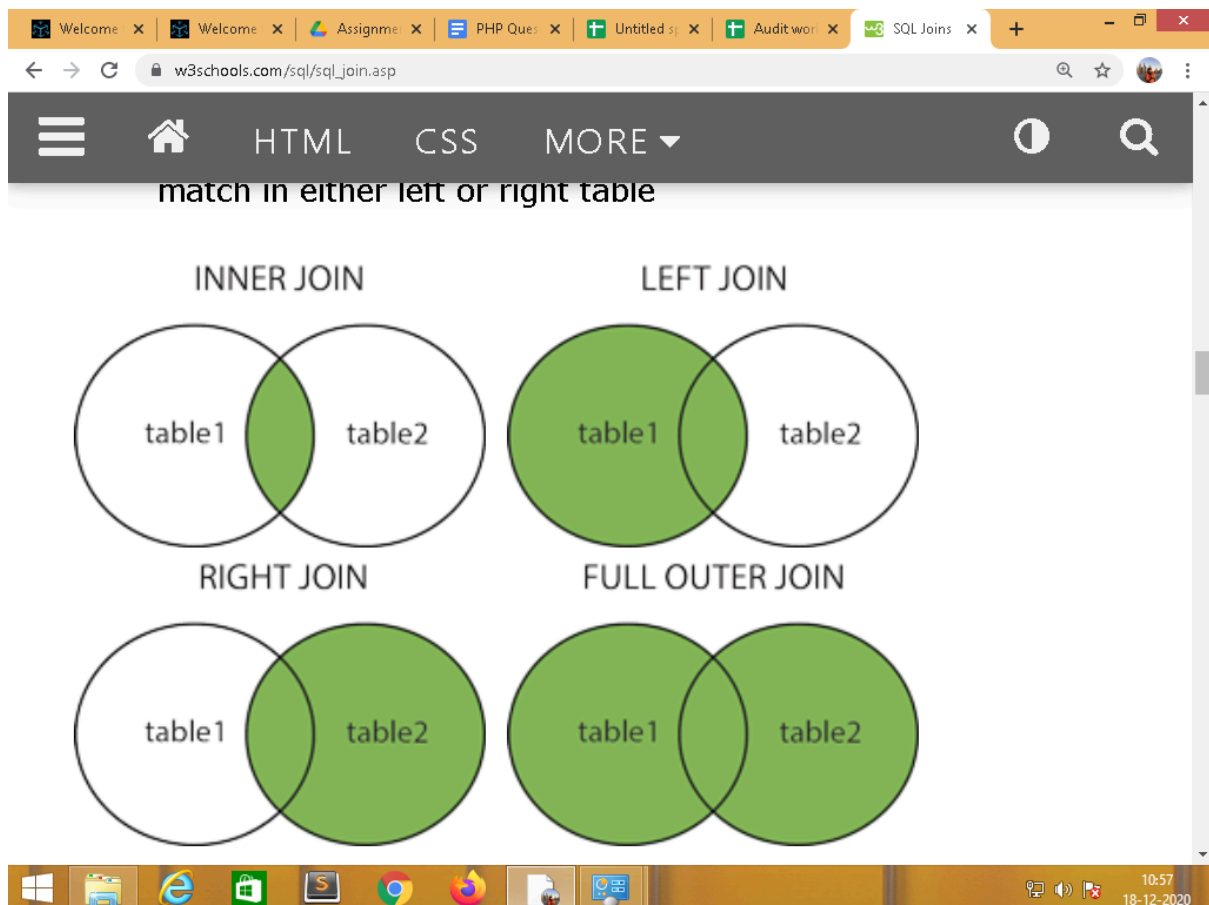 Welcome Welcome Assignme PHP Ques Untitled sp Audit worl SQL Joins
w3schools.com/sql/sql_join.asp
HTML CSS MORE
match in either left or right table
INNER JOIN LEFT JOIN
table1 table2 table1 table2
RIGHT JOIN FULL OUTER JOIN
table1 table2 table1 table2
10:57
18-12-2020